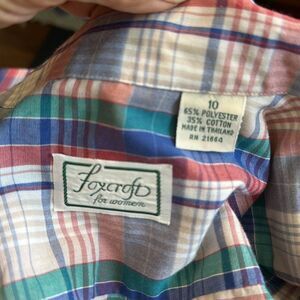 10
65% POLYESTER
35% COTTON
MADE IN THAILAND
RN 21664
Foxcroft
for women